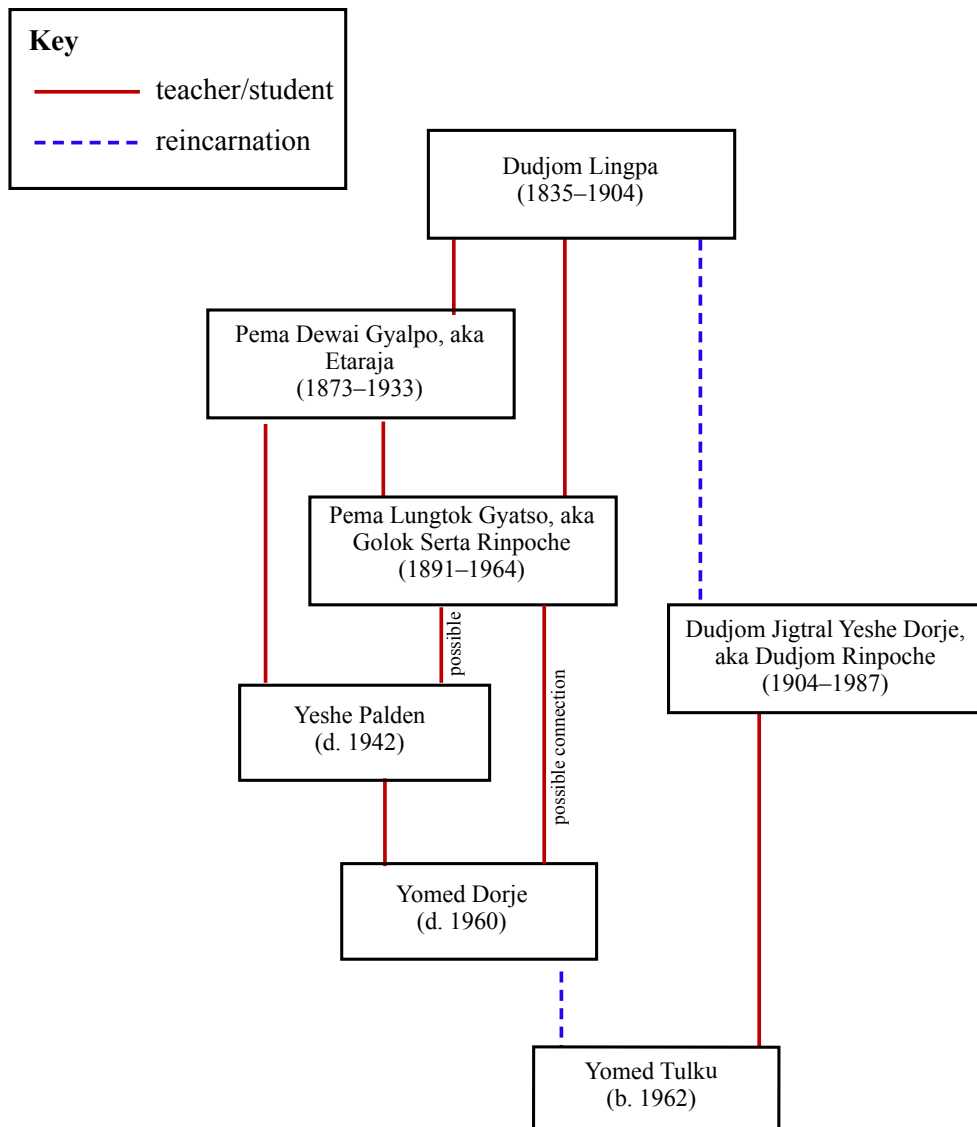 Key
teacher/student
reincarnation
Dudjom Lingpa
(1835–1904)
Pema Dewai Gyalpo, aka
Etaraja
(1873–1933)
Pema Lungtok Gyatso, aka
Golok Serta Rinpoche
(1891–1964)
Dudjom Jigtral Yeshe Dorje,
aka Dudjom Rinpoche
(1904–1987)
possible
possible connection
Yeshe Palden
(d. 1942)
Yomed Dorje
(d. 1960)
Yomed Tulku
(b. 1962)